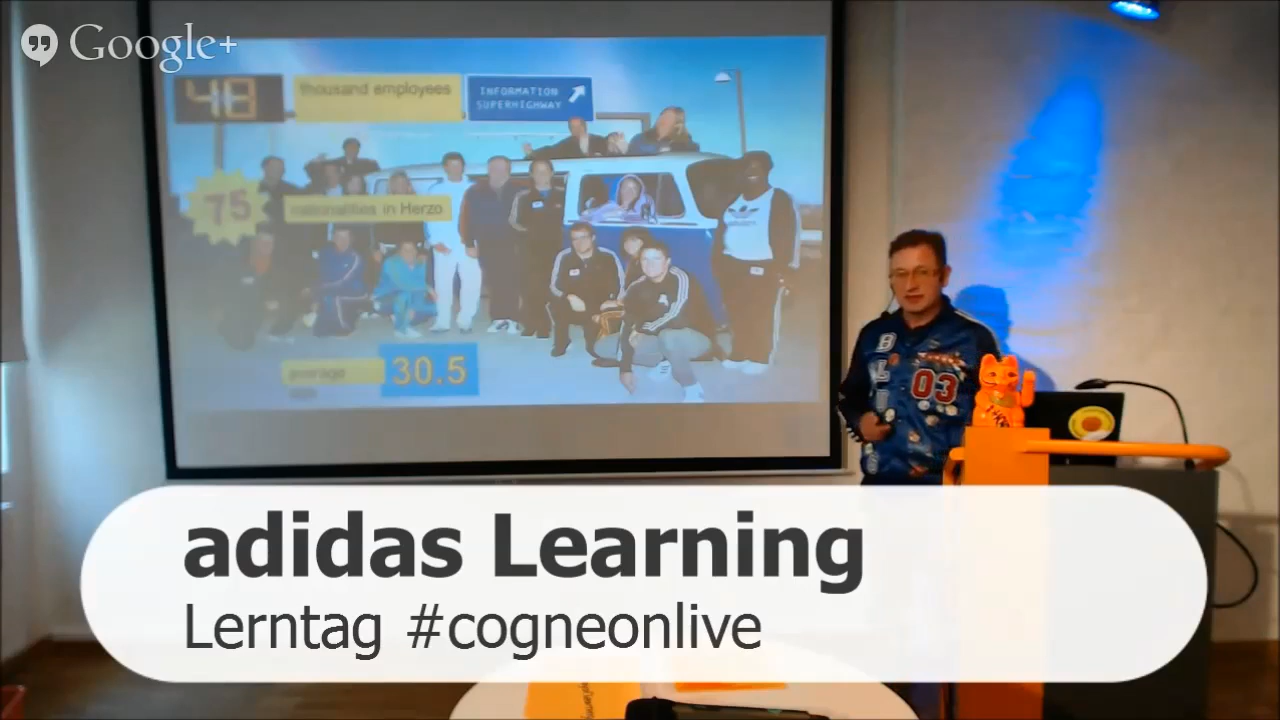 Google+
48
thousand employees
INFORMATION
SUPERHIGHWAY
75
nationalities in Herzo
average
30.5
B
L
03
adidas Learning
Lerntag #cogneonlive